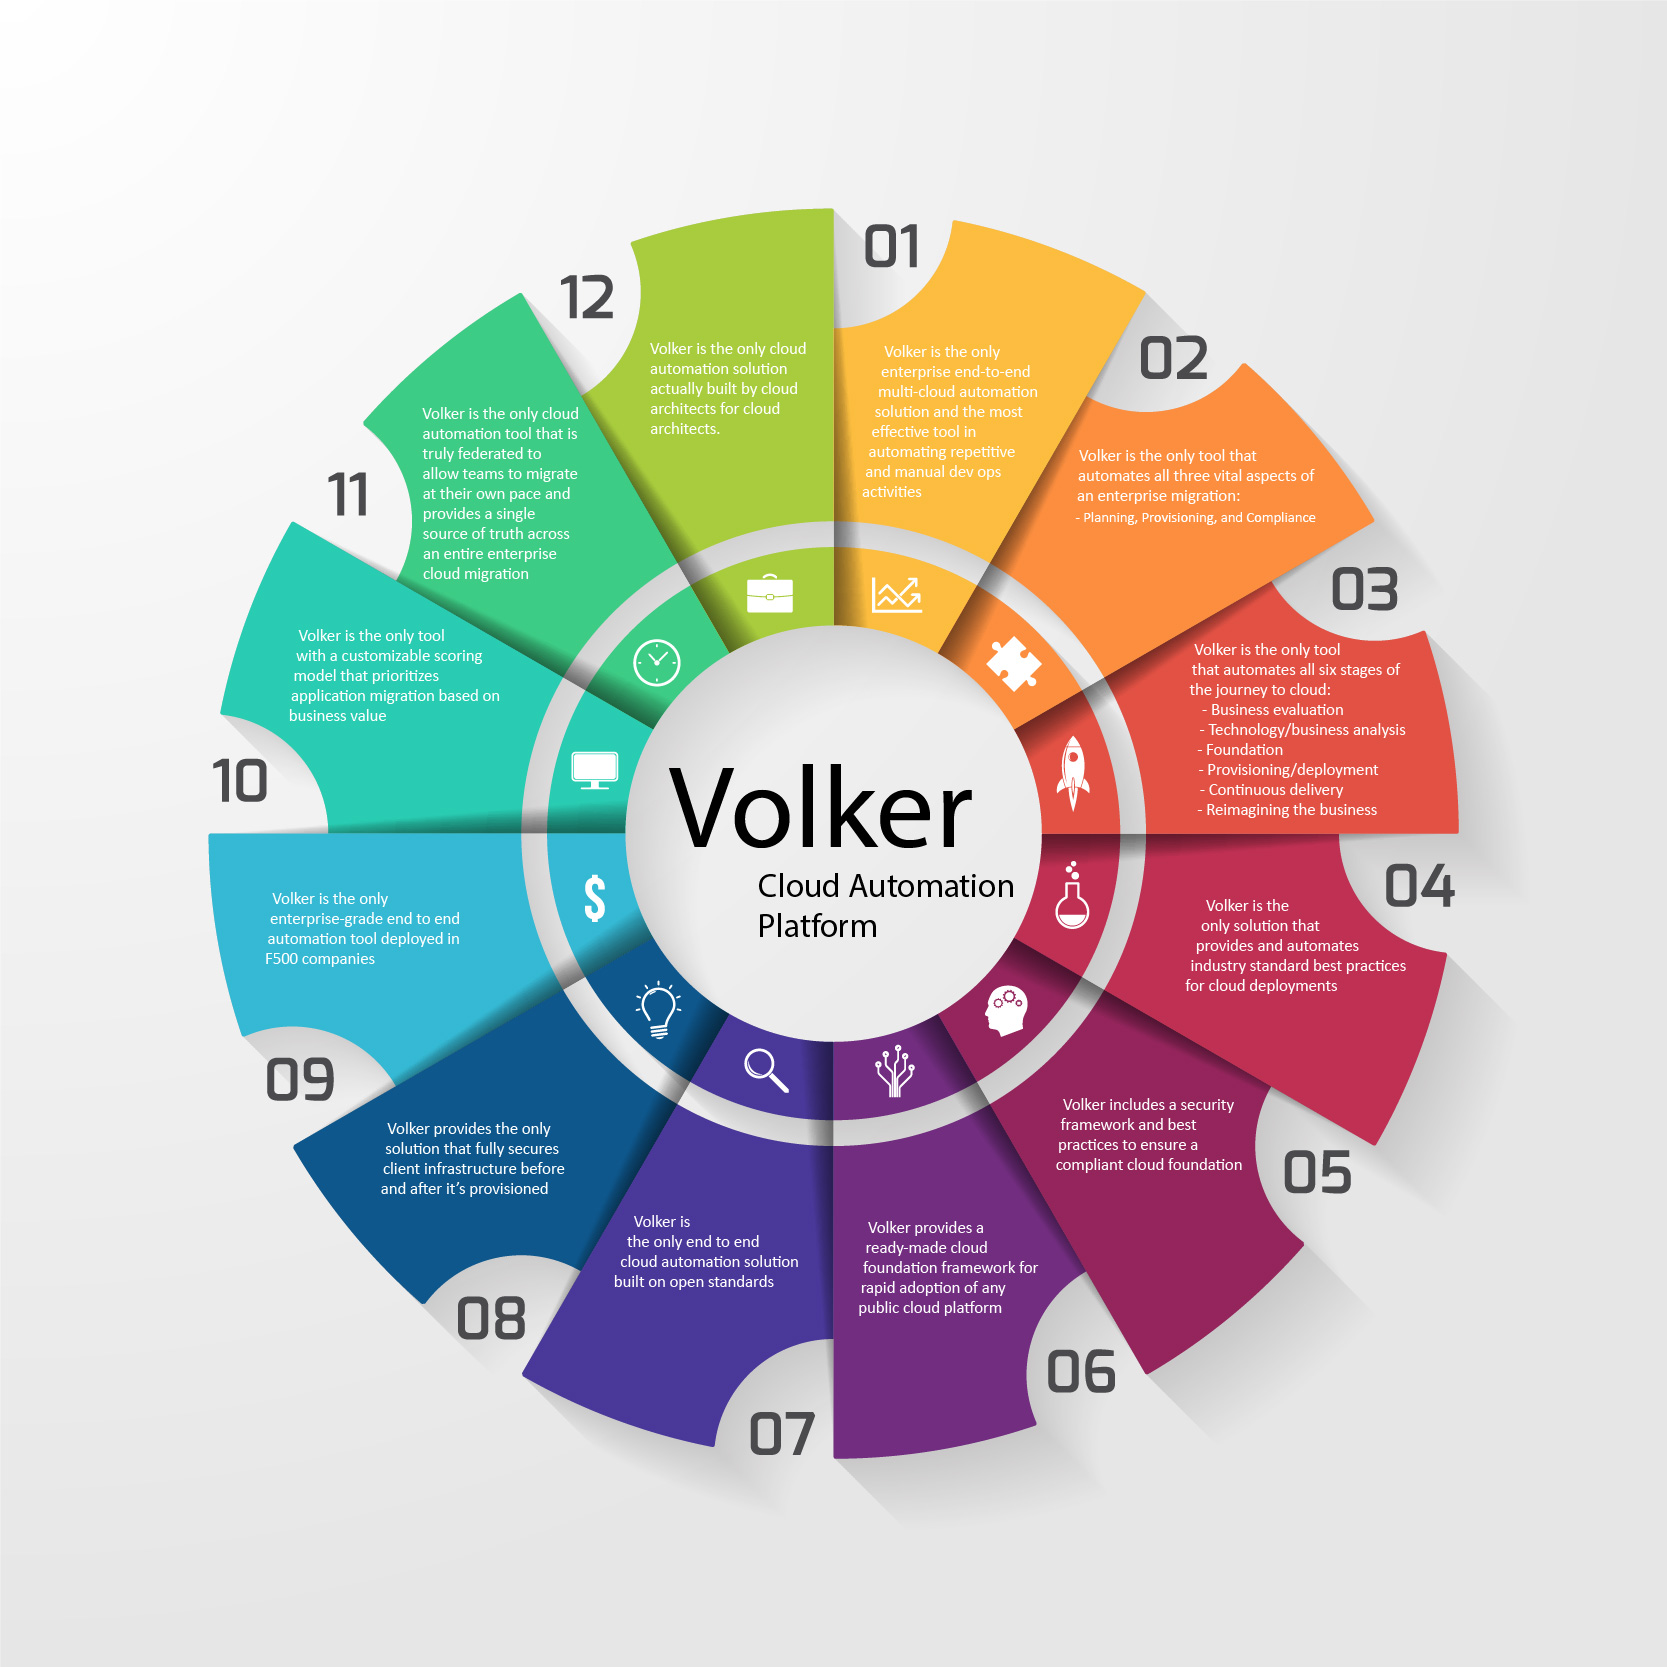 Volker
Cloud Automation
Platform
01
Volker is the only
enterprise end-to-end
multi-cloud automation
solution and the most
effective tool in
automating repetitive
and manual dev ops
activities
02
Volker is the only tool that
automates all three vital aspects of
an enterprise migration:
- Planning, Provisioning, and Compliance
03
Volker is the only tool
that automates all six stages of
the journey to cloud:
- Business evaluation
- Technology/business analysis
- Foundation
- Provisioning/deployment
- Continuous delivery
- Reimagining the business
04
Volker is the
only solution that
provides and automates
industry standard best practices
for cloud deployments
05
Volker includes a security
framework and best
practices to ensure a
compliant cloud foundation
06
Volker provides a
ready-made cloud
foundation framework for
rapid adoption of any
public cloud platform
07
Volker is
the only end to end
cloud automation solution
built on open standards
08
Volker provides the only
solution that fully secures
client infrastructure before
and after it’s provisioned
09
Volker is the only
enterprise-grade end to end
automation tool deployed in
F500 companies
10
Volker is the only tool
with a customizable scoring
model that prioritizes
application migration based on
business value
11
Volker is the only cloud
automation tool that is
truly federated to
allow teams to migrate
at their own pace and
provides a single
source of truth across
an entire enterprise
cloud migration
12
Volker is the only cloud
automation solution
actually built by cloud
architects for cloud
architects.
$